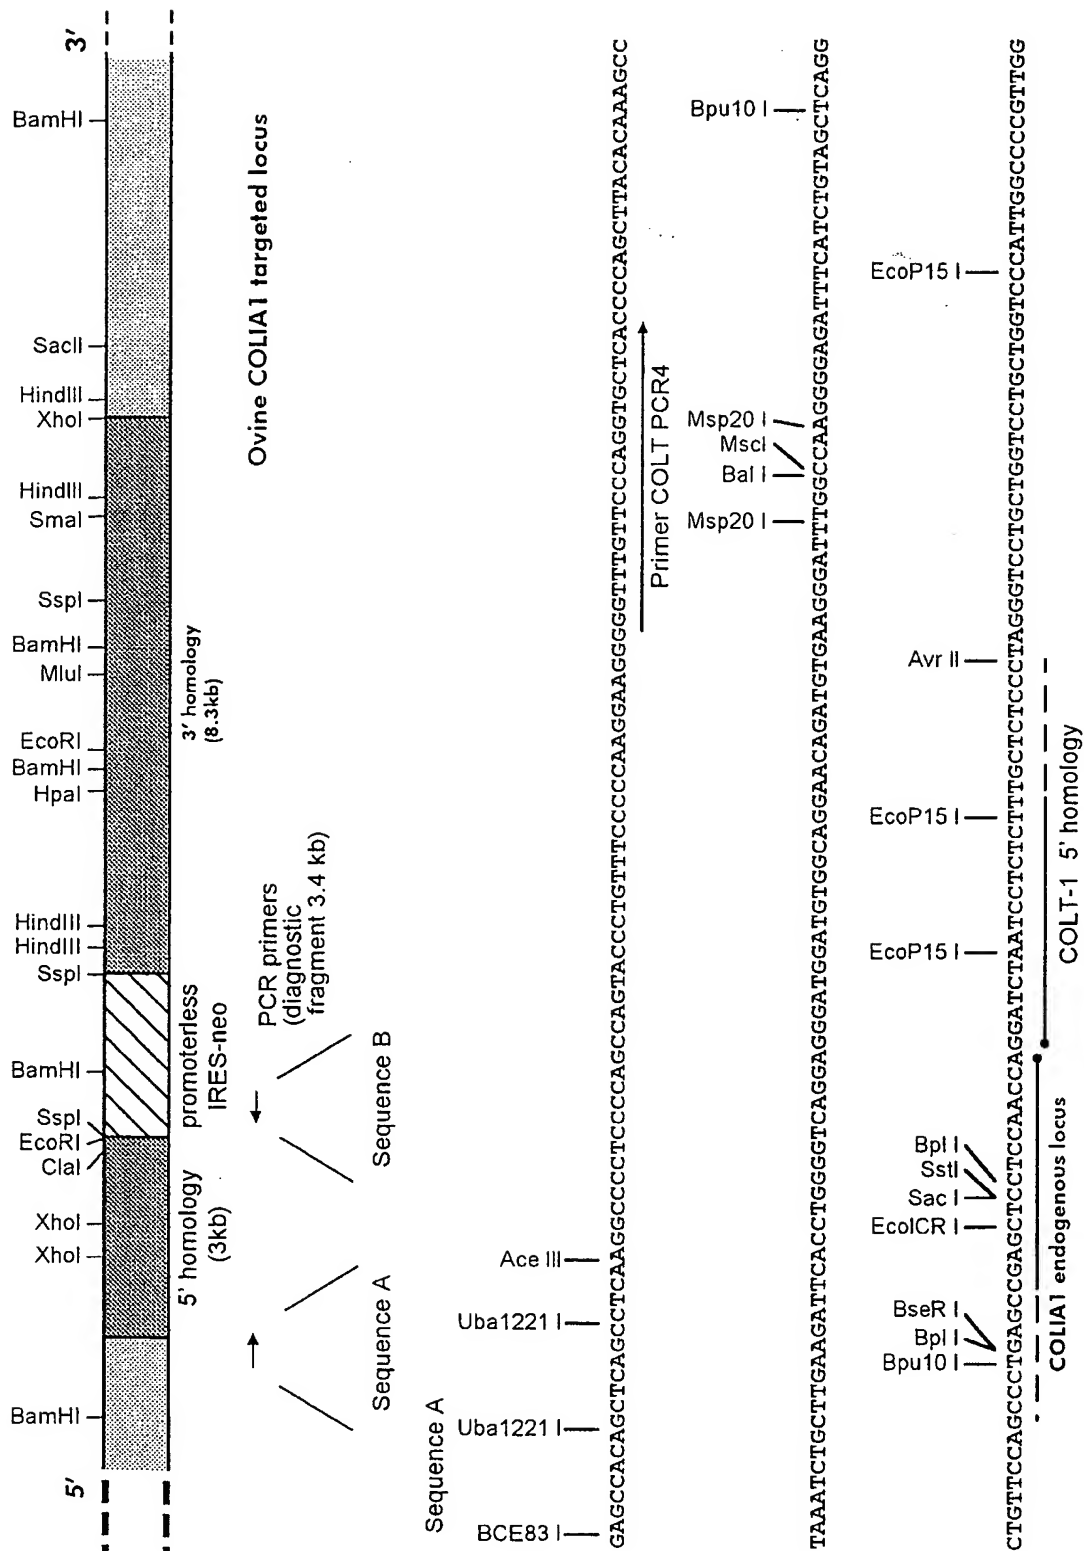 5'
BamHI
XhoI
XhoI
ClaI
EcoRI
SspI
BamHI
SspI
HindIII
HindIII
HpaI
BamHI
EcoRI
MluI
BamHI
SspI
SmaI
HindIII
XhoI
HindIII
SacII
BamHI
3'
5' homology
(3kb)
promoterless
IRES-neo
3' homology
(8.3kb)
Ovine COLIA1 targeted locus
PCR primers
(diagnostic
fragment 3.4 kb)
Sequence A
Sequence B
Sequence A
BCE83 I
Uba1221 I
Uba1221 I
Ace III
GAGCCACAGCTCAGCCTCAAGGCCCCTCCCCCAGCCAGTACCCTGTTTCCCCCAAGGAAGGGGGTTTGTTCCCAGGTGCTCACCCCAGCTTACACAAAGCC
Primer COLT PCR4
Msp20 I
Bal I
MscI
Msp20 I
Bpu10 I
TAAATCTGCTTGAAGATTCACCTGGGGTCAGGAGGGATGGATGTGGCAGGAACAGATGTGAAGGGATTTGGCCAAGGGGAGATTTCATCTGTAGCTCAGG
Bpu10 I
Bpl I
BseR I
EcoICR I
Sac I
SstI
Bpl I
EcoP15 I
EcoP15 I
Avr II
EcoP15 I
CTGTTCCAGCCCTGAGCCGAGCTCCTCCAACCAGGATCTAATCCTCTCTTTGCTCTCCCTAGGGTCCTGCTGGTCCTGCTGGTCCCATTGGCCCCGTTGG
COLIA1 endogenous locus
COLT-1 5' homology